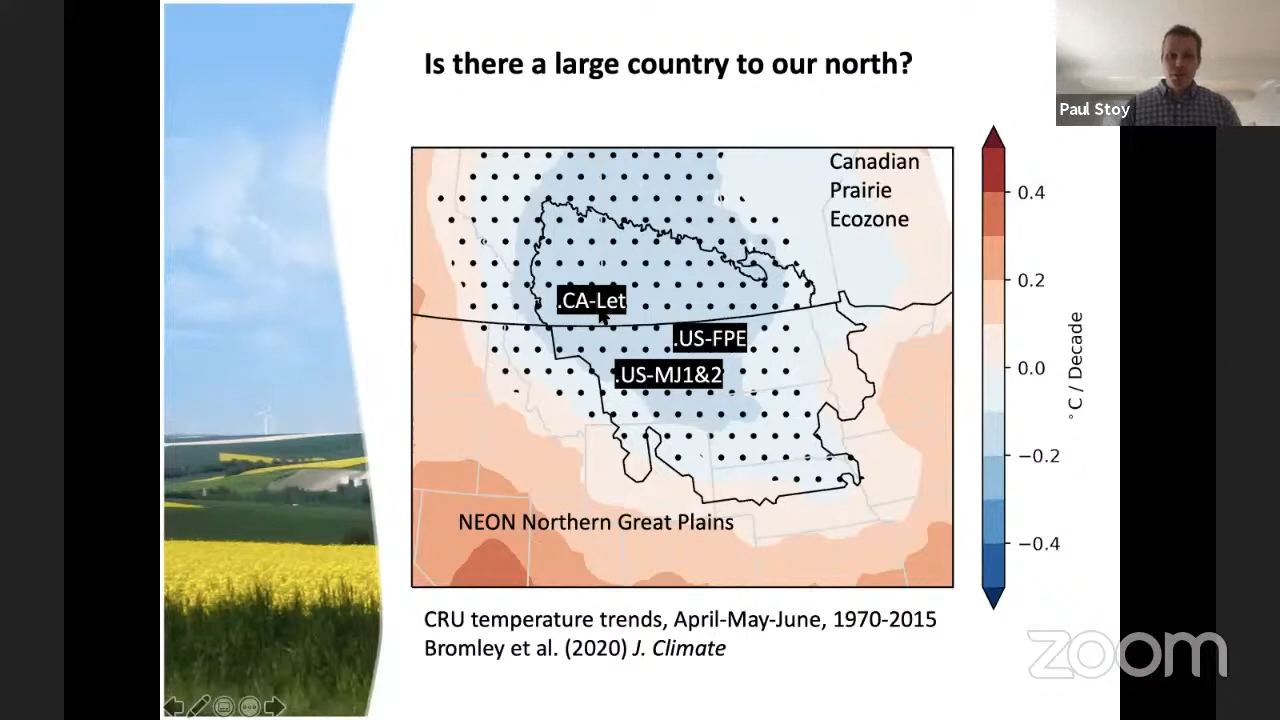 Is there a large country to our north?
Paul Stoy
Canadian
Prairie
Ecozone
.CA-Let
.US-FPE
.US-MJ1&2
NEON Northern Great Plains
0.4
0.2
0.0
−0.2
−0.4
°C / Decade
CRU temperature trends, April-May-June, 1970-2015
Bromley et al. (2020) J. Climate
zoom